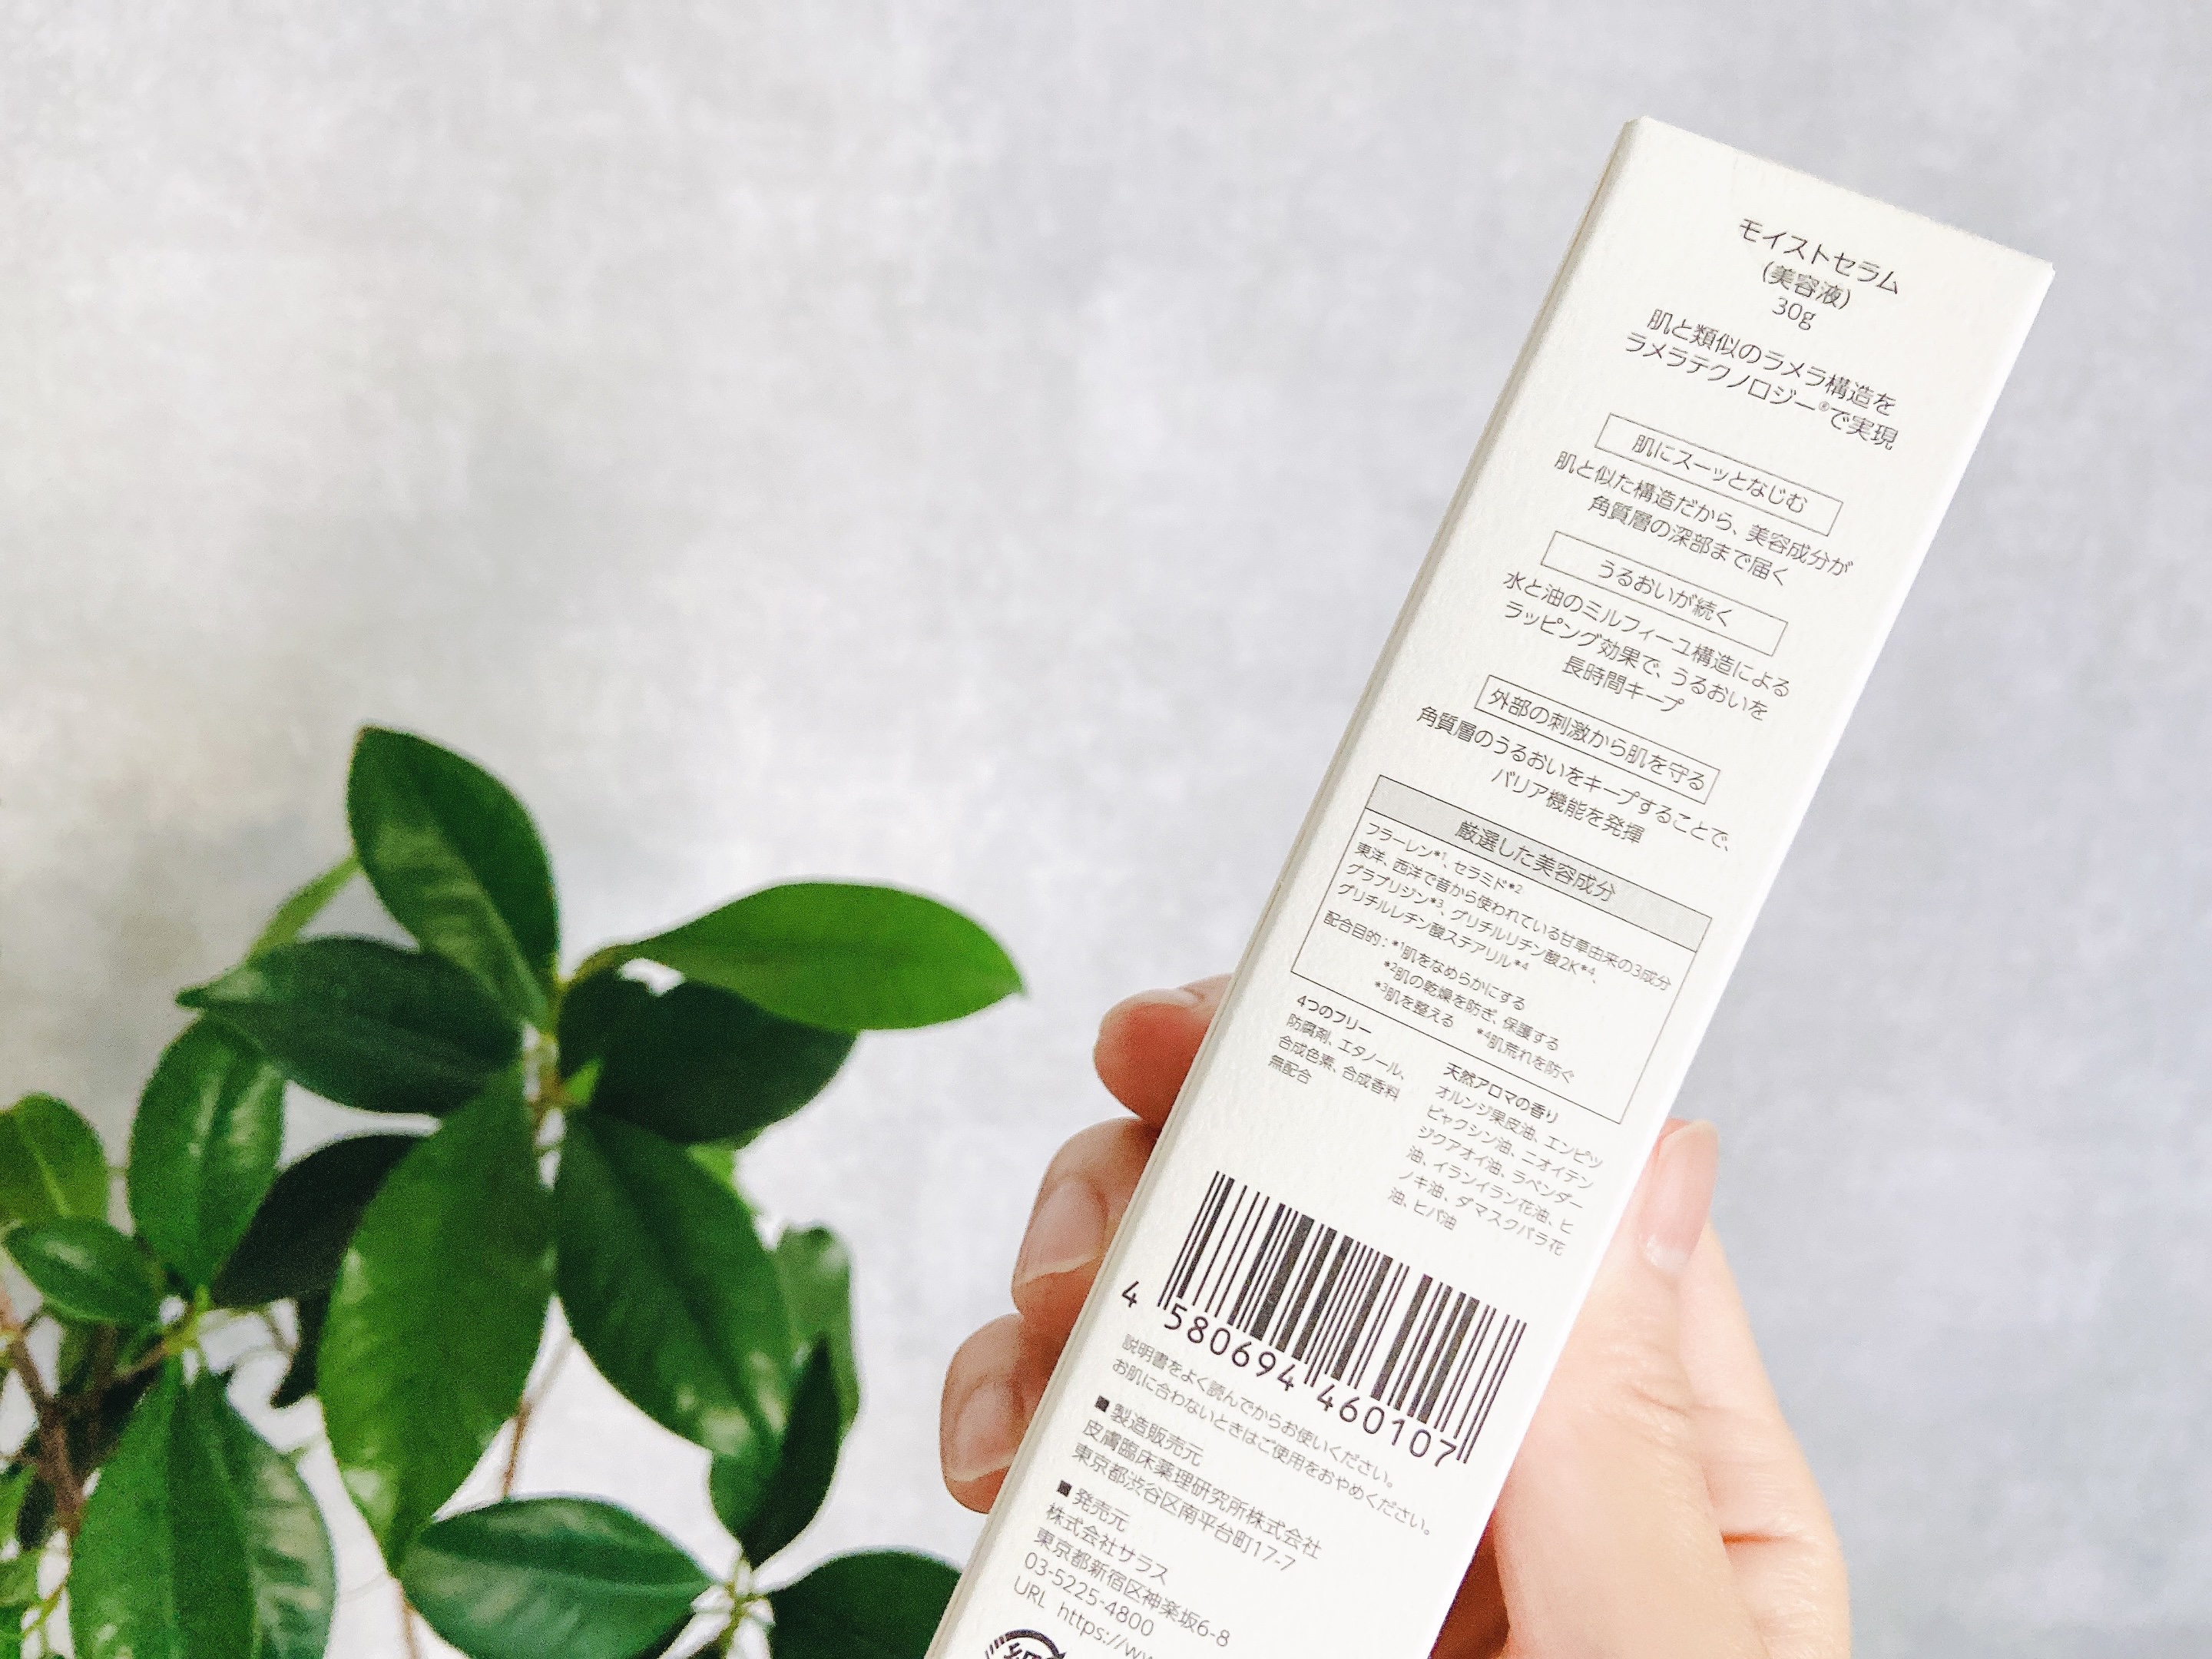 モイストセラム
(美容液)
30g
肌と類似のラメラ構造を
ラメラテクノロジー®で実現
肌にスーッとなじむ
肌と似た構造だから、美容成分が
角質層の深部まで届く
うるおいが続く
水と油のミルフィーユ構造による
ラッピング効果で、うるおいを
長時間キープ
外部の刺激から肌を守る
角質層のうるおいをキープすることで、
バリア機能を発揮
厳選した美容成分
フラーレン*1、セラミド*2
東洋、西洋で昔から使われている甘草由来の3成分
グラブリジン*3、グリチルリチン酸2K*4、
グリチルレチン酸ステアリル*4
配合目的：*1肌をなめらかにする
*2肌の乾燥を防ぎ、保護する
*3肌を整える *4肌荒れを防ぐ
4つのフリー
防腐剤、エタノール、
合成色素、合成香料
無配合
天然アロマの香り
オルンジ果皮油、エンピツ
ビャクシン油、ニオイテン
ジクアオイ油、ラベンダー
油、イランイラン花油、ヒ
ノキ油、ダマスクバラ花
油、ヒバ油
4 580694 460107
説明書をよく読んでからお使いください。
お肌に合わないときはご使用をおやめください。
■ 製造販売元
皮膚臨床薬理研究所株式会社
東京都渋谷区南平台町17-7
■ 発売元
株式会社サラス
東京都新宿区神楽坂6-8
03-5225-4800
URL https://ww